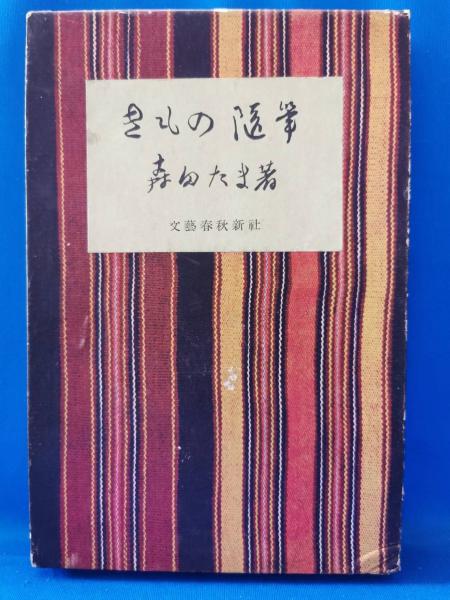 きもの随筆
森田たま著
文藝春秋新社